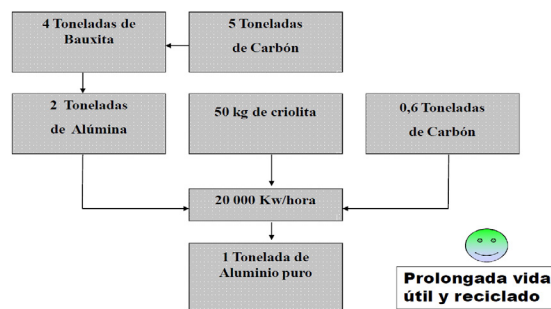 4 Toneladas de
Bauxita
5 Toneladas
de Carbón
2 Toneladas
de Alúmina
50 kg de criolita
0,6 Toneladas
de Carbón
20 000 Kw/hora
1 Tonelada de
Aluminio puro
Prolongada vida
útil y reciclado